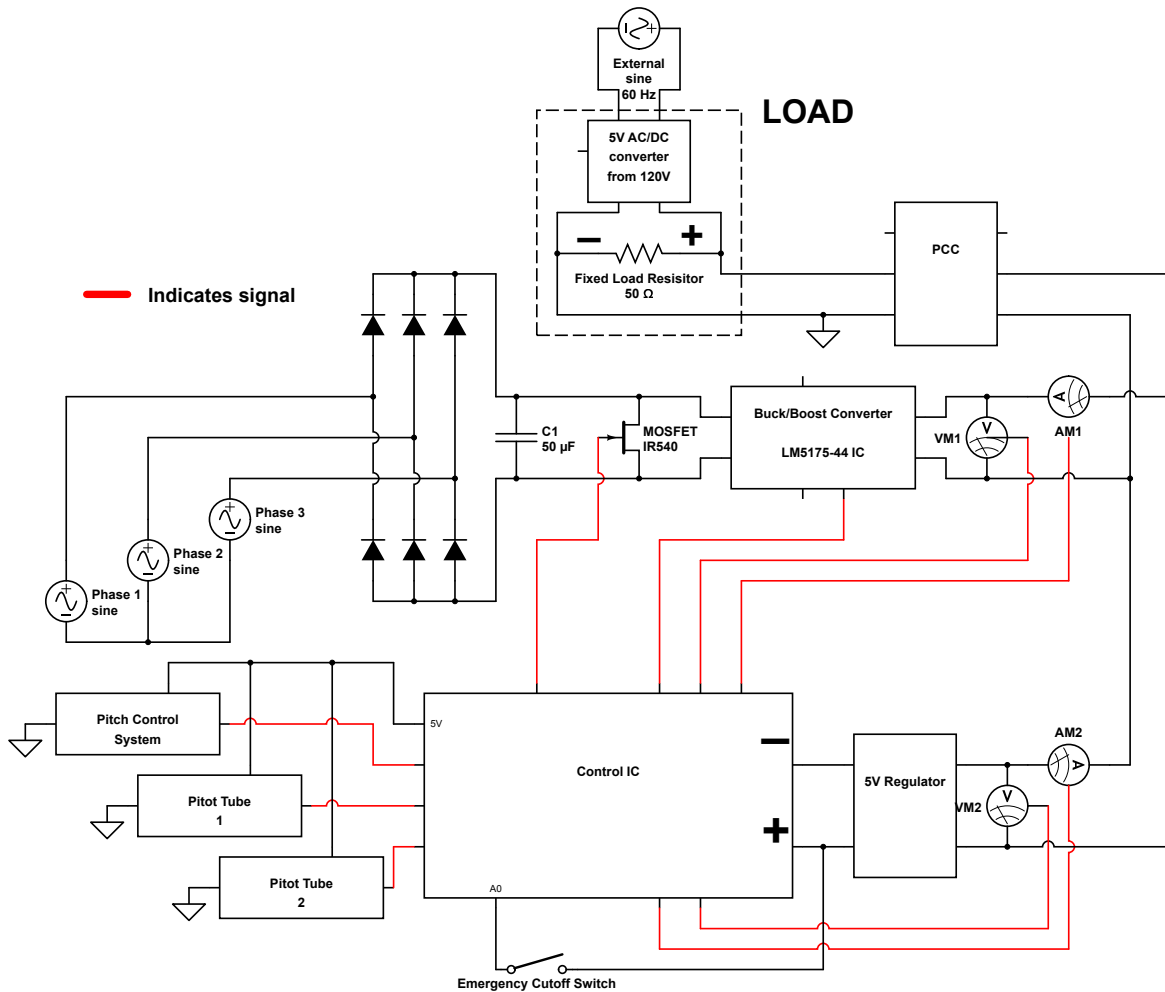 External
sine
60 Hz
LOAD
5V AC/DC
converter
from 120V
PCC
Fixed Load Resisitor
50 Ω
Indicates signal
C1
50 µF
MOSFET
IR540
Buck/Boost Converter
LM5175-44 IC
V
VM1
A
AM1
Phase 3
sine
Phase 2
sine
Phase 1
sine
Pitch Control
System
5V
Control IC
5V Regulator
AM2
A
V
VM2
Pitot Tube
1
Pitot Tube
2
A0
Emergency Cutoff Switch